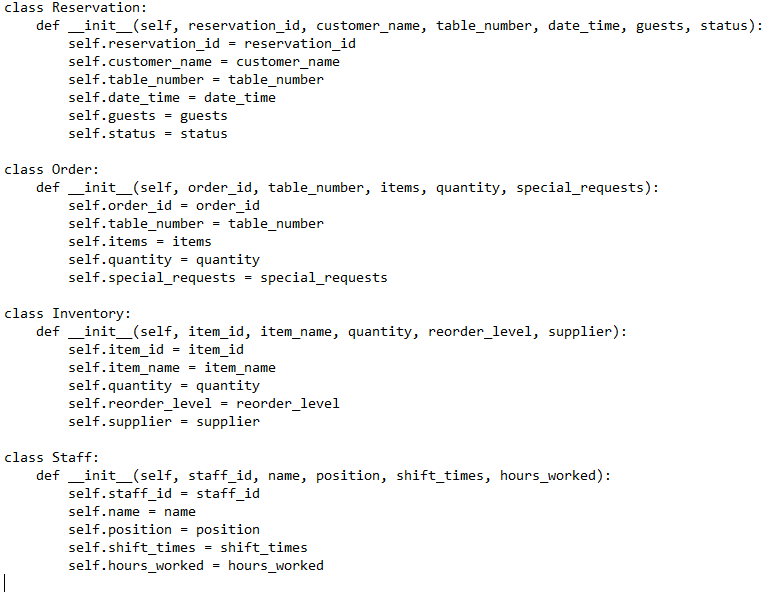 class Reservation:
    def __init__(self, reservation_id, customer_name, table_number, date_time, guests, status):
        self.reservation_id = reservation_id
        self.customer_name = customer_name
        self.table_number = table_number
        self.date_time = date_time
        self.guests = guests
        self.status = status

class Order:
    def __init__(self, order_id, table_number, items, quantity, special_requests):
        self.order_id = order_id
        self.table_number = table_number
        self.items = items
        self.quantity = quantity
        self.special_requests = special_requests

class Inventory:
    def __init__(self, item_id, item_name, quantity, reorder_level, supplier):
        self.item_id = item_id
        self.item_name = item_name
        self.quantity = quantity
        self.reorder_level = reorder_level
        self.supplier = supplier

class Staff:
    def __init__(self, staff_id, name, position, shift_times, hours_worked):
        self.staff_id = staff_id
        self.name = name
        self.position = position
        self.shift_times = shift_times
        self.hours_worked = hours_worked